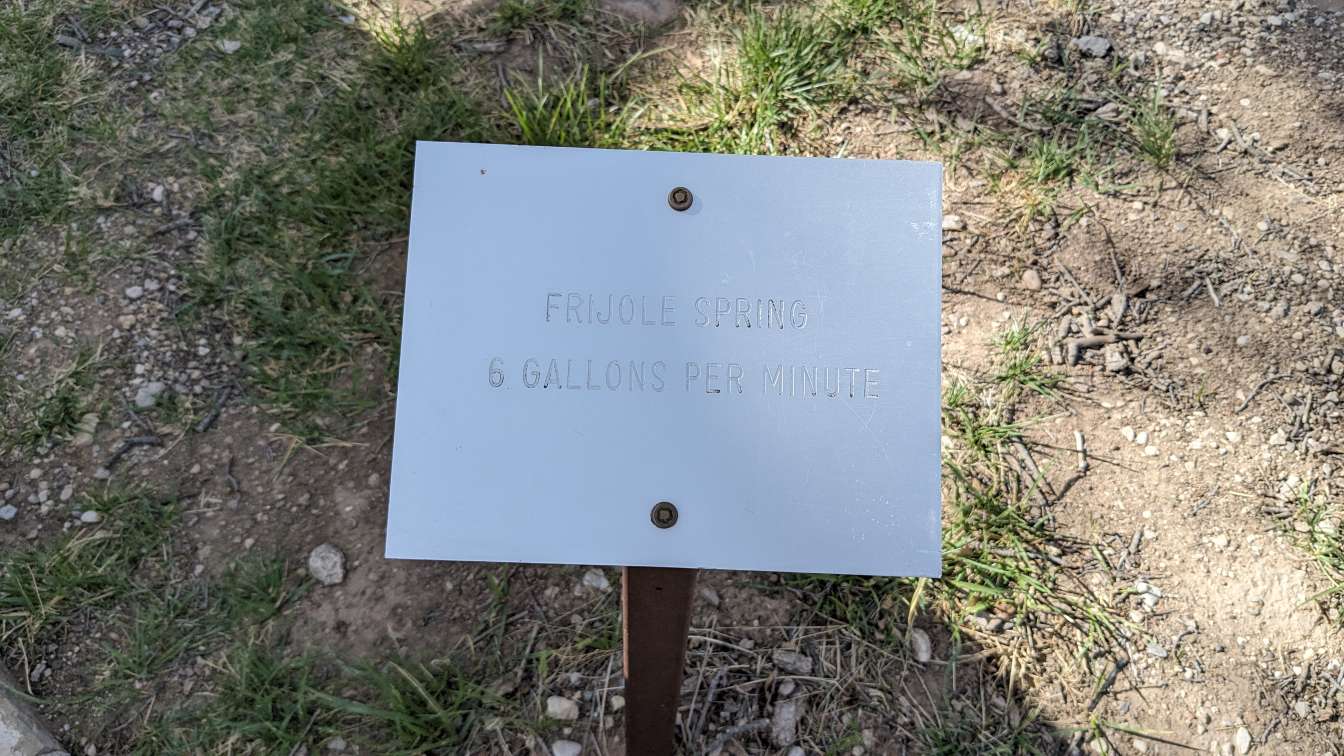 FRIJOLE SPRING
6 GALLONS PER MINUTE